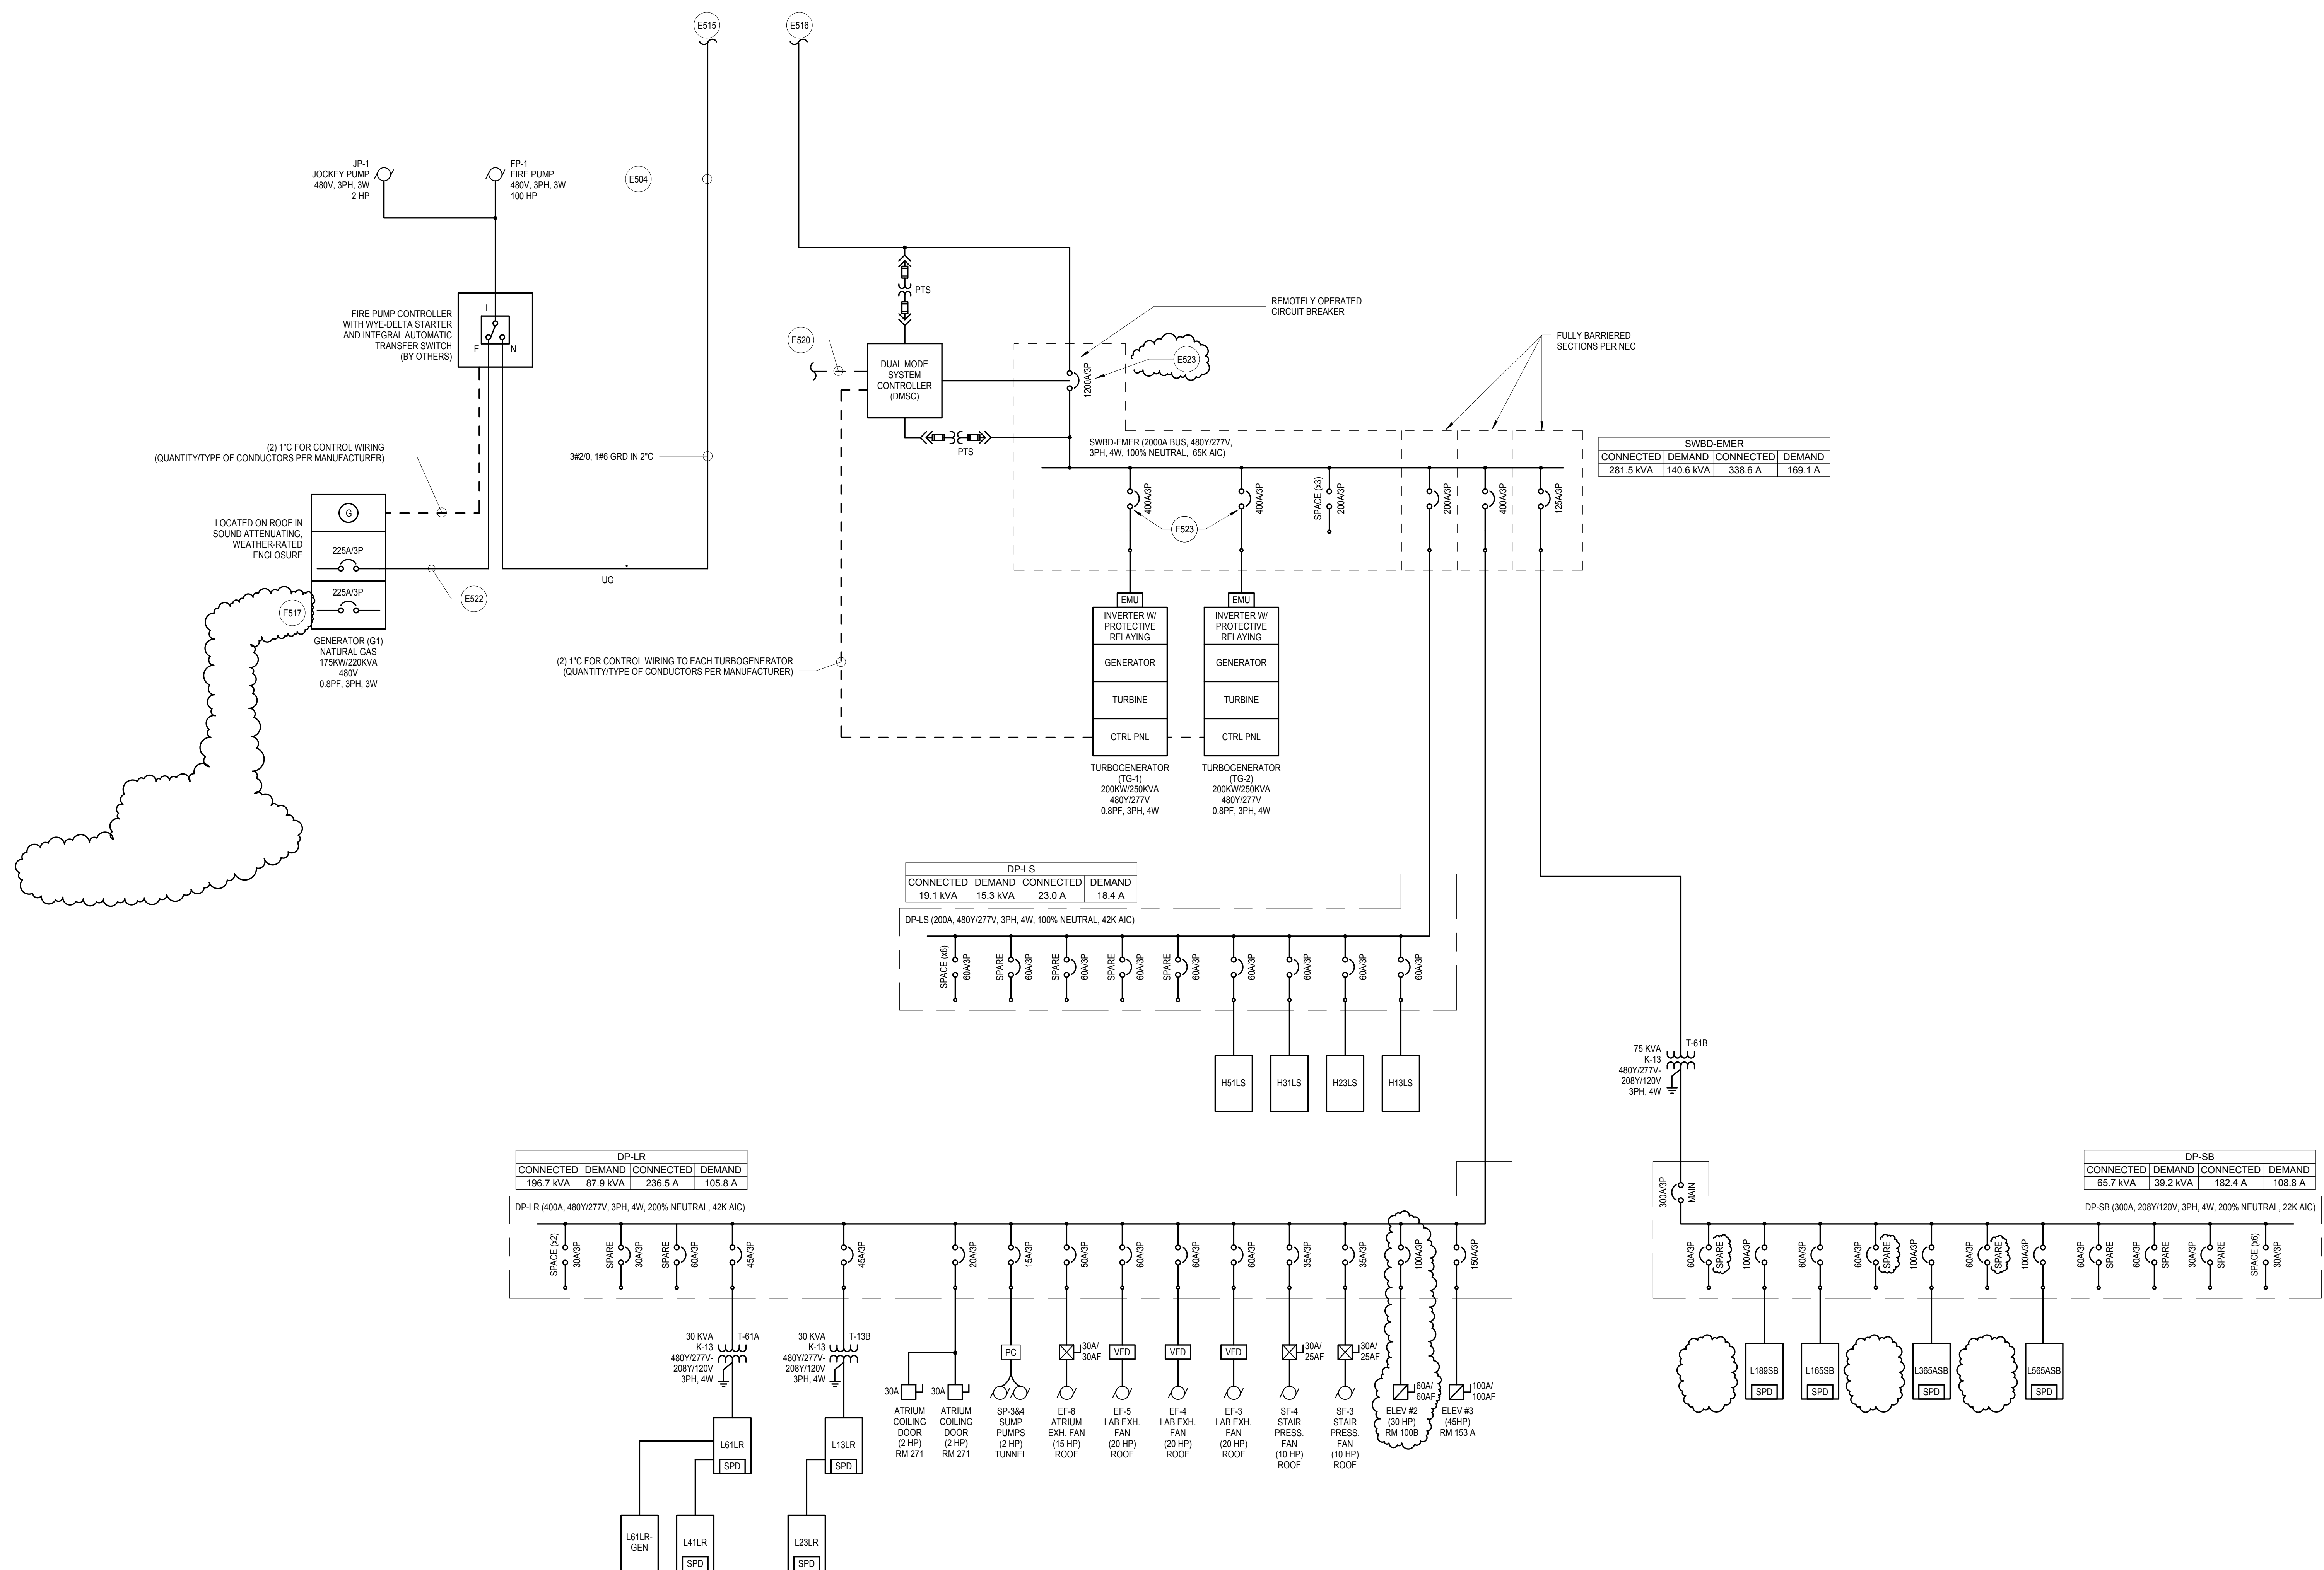 E515
E516
JP-1
JOCKEY PUMP
480V, 3PH, 3W
2 HP
FP-1
FIRE PUMP
480V, 3PH, 3W
100 HP
E504
PTS
REMOTELY OPERATED
CIRCUIT BREAKER
FIRE PUMP CONTROLLER
WITH WYE-DELTA STARTER
AND INTEGRAL AUTOMATIC
TRANSFER SWITCH
(BY OTHERS)
L
E
N
E520
DUAL MODE
SYSTEM
CONTROLLER
(DMSC)
1200A/3P
E523
FULLY BARRIERED
SECTIONS PER NEC
(2) 1"C FOR CONTROL WIRING
(QUANTITY/TYPE OF CONDUCTORS PER MANUFACTURER)
3#2/0, 1#6 GRD IN 2"C
PTS
SWBD-EMER (2000A BUS, 480Y/277V,
3PH, 4W, 100% NEUTRAL, 65K AIC)
SWBD-EMER
CONNECTED DEMAND CONNECTED DEMAND
281.5 kVA 140.6 kVA 338.6 A 169.1 A
400A/3P
400A/3P
SPACE (x3)
200A/3P
200A/3P
400A/3P
125A/3P
E523
LOCATED ON ROOF IN
SOUND ATTENUATING,
WEATHER-RATED
ENCLOSURE
G
225A/3P
225A/3P
E517
E522
UG
GENERATOR (G1)
NATURAL GAS
175KW/220KVA
480V
0.8PF, 3PH, 3W
(2) 1"C FOR CONTROL WIRING TO EACH TURBOGENERATOR
(QUANTITY/TYPE OF CONDUCTORS PER MANUFACTURER)
EMU
INVERTER W/
PROTECTIVE
RELAYING
GENERATOR
TURBINE
CTRL PNL
TURBOGENERATOR
(TG-1)
200KW/250KVA
480Y/277V
0.8PF, 3PH, 4W
EMU
INVERTER W/
PROTECTIVE
RELAYING
GENERATOR
TURBINE
CTRL PNL
TURBOGENERATOR
(TG-2)
200KW/250KVA
480Y/277V
0.8PF, 3PH, 4W
DP-LS
CONNECTED DEMAND CONNECTED DEMAND
19.1 kVA 15.3 kVA 23.0 A 18.4 A
DP-LS (200A, 480Y/277V, 3PH, 4W, 100% NEUTRAL, 42K AIC)
SPACE (x6)
60A/3P
SPARE
60A/3P
SPARE
60A/3P
SPARE
60A/3P
SPARE
60A/3P
60A/3P
60A/3P
60A/3P
60A/3P
H51LS
H31LS
H23LS
H13LS
75 KVA
K-13
480Y/277V-
208Y/120V
3PH, 4W
T-61B
DP-LR
CONNECTED DEMAND CONNECTED DEMAND
196.7 kVA 87.9 kVA 236.5 A 105.8 A
DP-LR (400A, 480Y/277V, 3PH, 4W, 200% NEUTRAL, 42K AIC)
SPACE (x2)
30A/3P
SPARE
30A/3P
SPARE
60A/3P
45A/3P
45A/3P
20A/3P
15A/3P
50A/3P
60A/3P
60A/3P
60A/3P
35A/3P
35A/3P
100A/3P
150A/3P
30 KVA
K-13
480Y/277V-
208Y/120V
3PH, 4W
T-61A
30 KVA
K-13
480Y/277V-
208Y/120V
3PH, 4W
T-13B
30A
ATRIUM
COILING
DOOR
(2 HP)
RM 271
30A
ATRIUM
COILING
DOOR
(2 HP)
RM 271
PC
SP-3&4
SUMP
PUMPS
(2 HP)
TUNNEL
30A/
30AF
EF-8
ATRIUM
EXH. FAN
(15 HP)
ROOF
VFD
EF-5
LAB EXH.
FAN
(20 HP)
ROOF
VFD
EF-4
LAB EXH.
FAN
(20 HP)
ROOF
VFD
EF-3
LAB EXH.
FAN
(20 HP)
ROOF
30A/
25AF
SF-4
STAIR
PRESS.
FAN
(10 HP)
ROOF
30A/
25AF
SF-3
STAIR
PRESS.
FAN
(10 HP)
ROOF
60A/
60AF
ELEV #2
(30 HP)
RM 100B
100A/
100AF
ELEV #3
(45HP)
RM 153 A
L61LR
SPD
L13LR
SPD
L61LR-
GEN
L41LR
SPD
L23LR
SPD
DP-SB
CONNECTED DEMAND CONNECTED DEMAND
65.7 kVA 39.2 kVA 182.4 A 108.8 A
300A/3P
MAIN
DP-SB (300A, 208Y/120V, 3PH, 4W, 200% NEUTRAL, 22K AIC)
60A/3P
SPARE
100A/3P
60A/3P
60A/3P
SPARE
100A/3P
60A/3P
SPARE
100A/3P
60A/3P
SPARE
60A/3P
SPARE
30A/3P
SPARE
SPACE (x6)
30A/3P
L189SB
SPD
L165SB
SPD
L365ASB
SPD
L565ASB
SPD